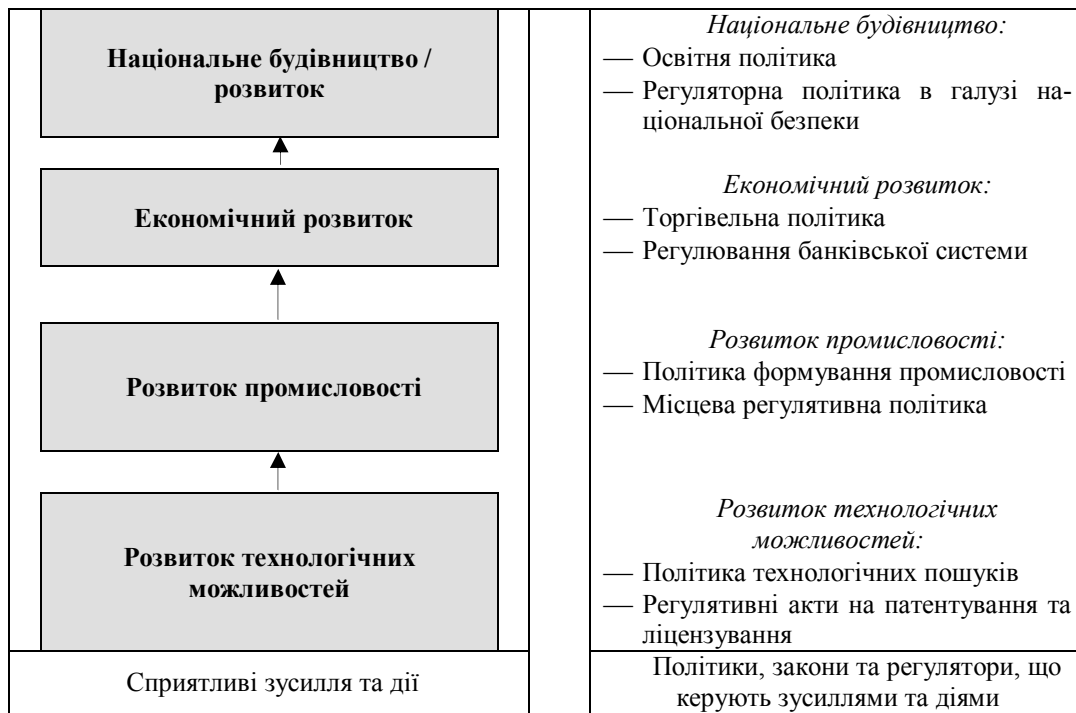 Національне будівництво /
розвиток
Економічний розвиток
Розвиток промисловості
Розвиток технологічних
можливостей
Сприятливі зусилля та дії
Національне будівництво:
— Освітня політика
— Регуляторна політика в галузі на-
ціональної безпеки
Економічний розвиток:
— Торгівельна політика
— Регулювання банківської системи
Розвиток промисловості:
— Політика формування промисловості
— Місцева регулятивна політика
Розвиток технологічних
можливостей:
— Політика технологічних пошуків
— Регулятивні акти на патентування та
ліцензування
Політики, закони та регулятори, що
керують зусиллями та діями